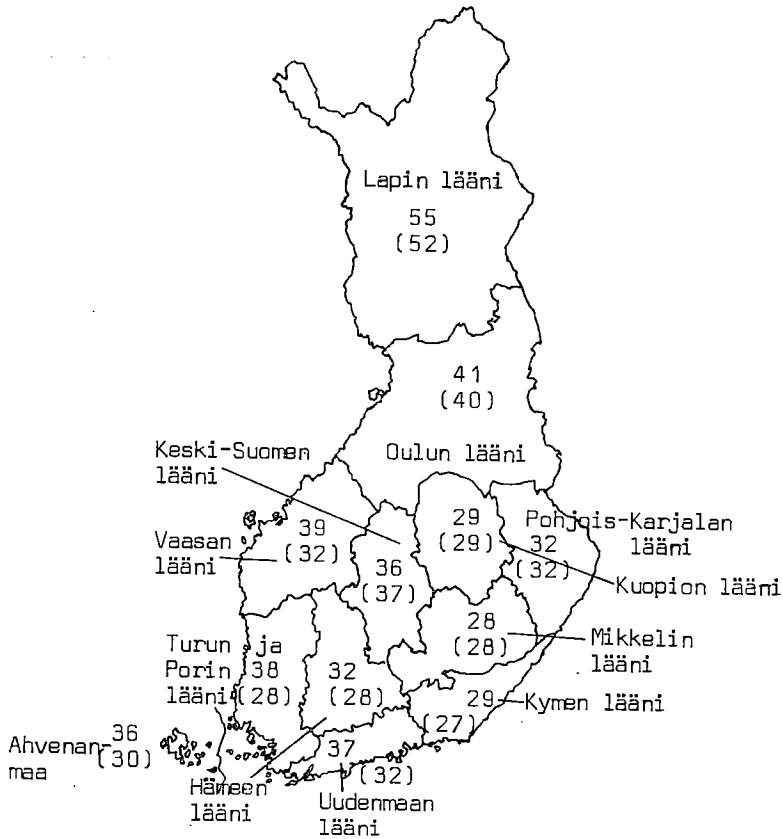 Lapin lääni
55
(52)
41
(40)
Oulun lääni
Keski-Suomen
lääni
39
(32)
Vaasan
lääni
36
(37)
29
(29)
Pohjois-Karjalan
lääni
32
(32)
Kuopion lääni
28
(28)
Mikkelin
lääni
Turun ja
Porin
lääni
38
(28)
32
(28)
29
(27)
Kymen lääni
Ahvenan-
maa
36
(30)
37
(32)
Hämeen
lääni
Uudenmaan
lääni